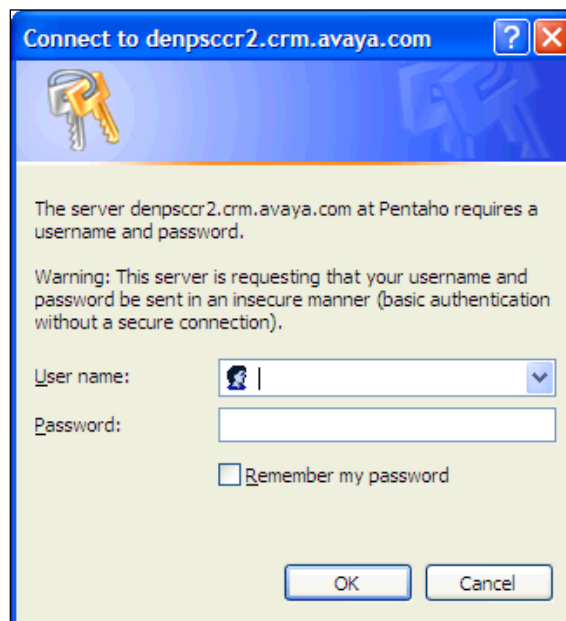 Connect to denpsccr2.crm.avaya.com
?
The server denpsccr2.crm.avaya.com at Pentaho requires a
username and password.
Warning: This server is requesting that your username and
password be sent in an insecure manner (basic authentication
without a secure connection).
User name:
Password:
Remember my password
OK
Cancel